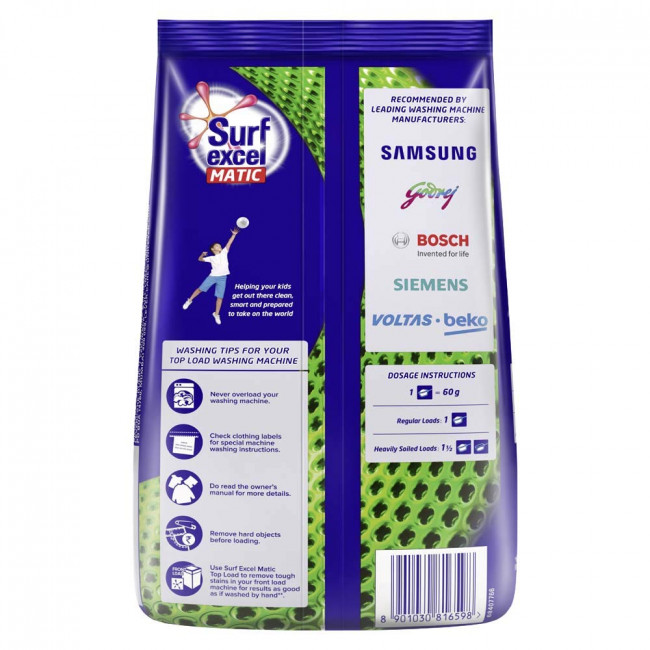 Surf
excel
MATIC
Helping your kids
get out there clean,
smart and prepared
to take on the world
WASHING TIPS FOR YOUR
TOP LOAD WASHING MACHINE
Never overload your
washing machine.
Check clothing labels
for special machine
washing instructions.
Do read the owner's
manual for more details.
Remove hard objects
before loading.
Use Surf Excel Matic
Top Load to remove tough
stains in your front load
machine for results as good
as if washed by hand**.
RECOMMENDED BY
LEADING WASHING MACHINE
MANUFACTURERS:
SAMSUNG
Godrej
BOSCH
Invented for life
SIEMENS
VOLTAS · beko
DOSAGE INSTRUCTIONS
1 = 60g
Regular Loads: 1
Heavily Soiled Loads: 1½
8 901030 816598 >